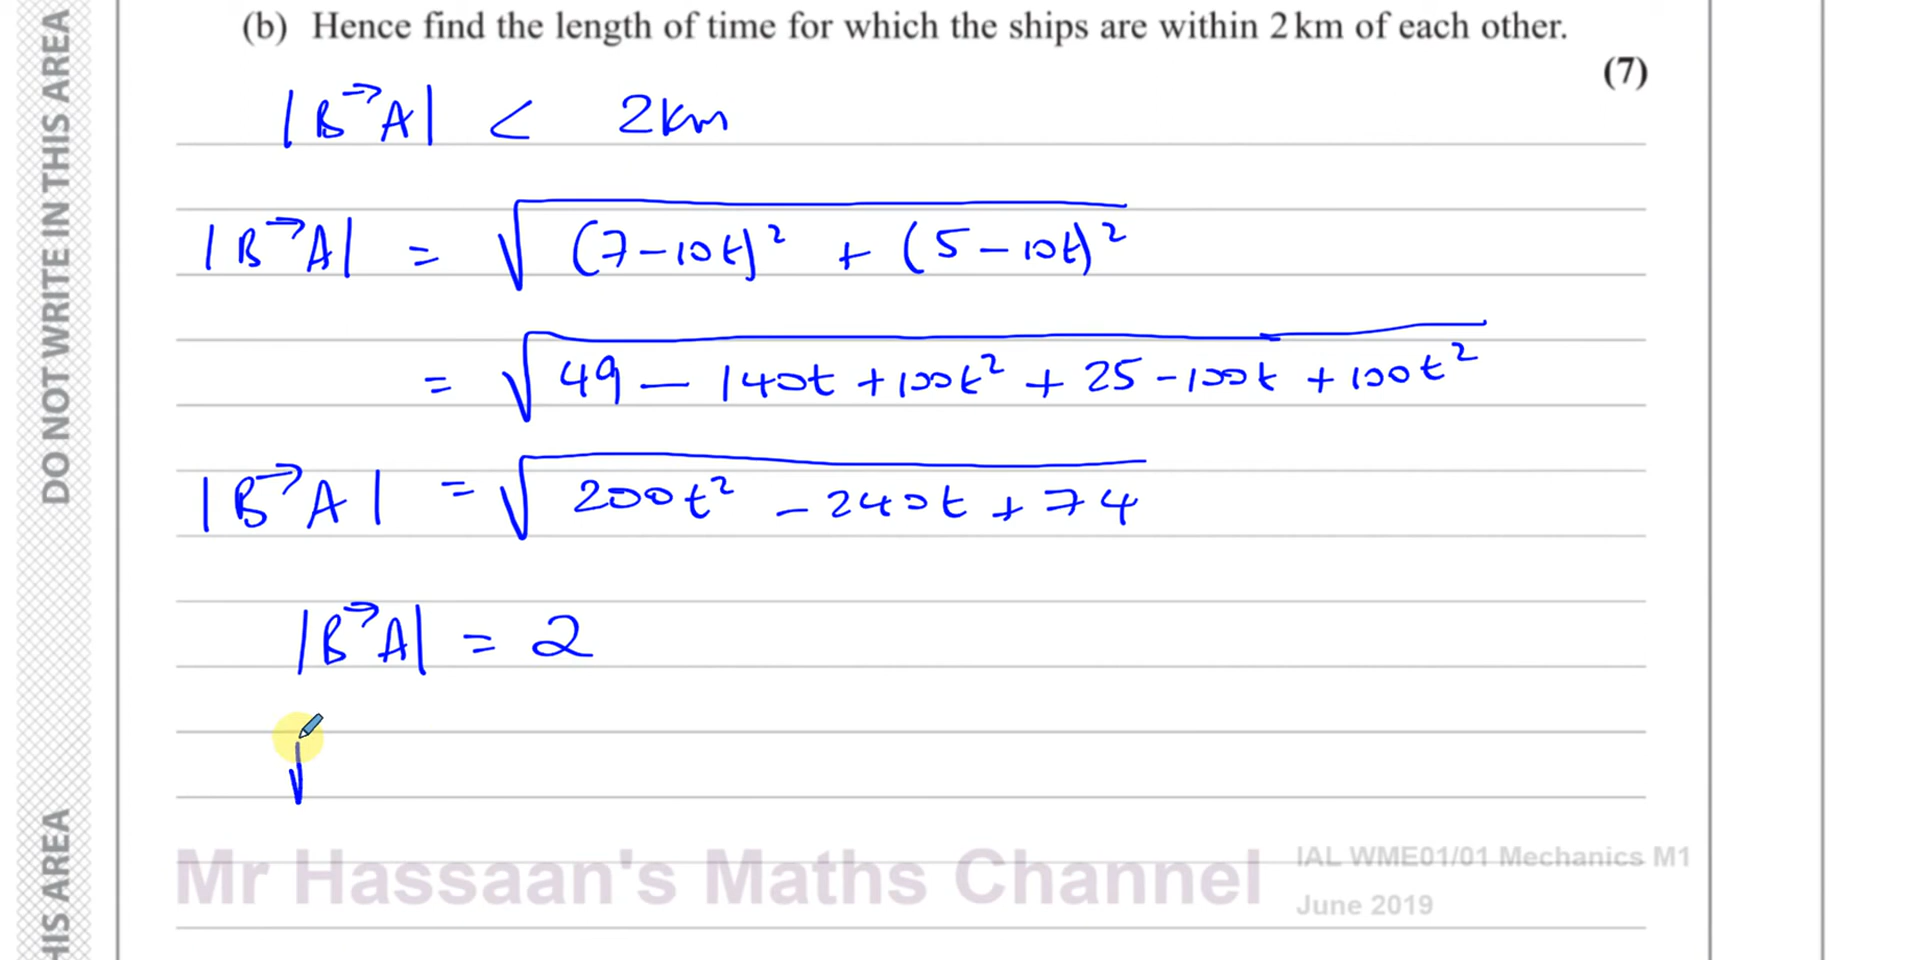 DO NOT WRITE IN THIS AREA
(b) Hence find the length of time for which the ships are within 2 km of each other.
(7)
|B→A| < 2km
|B→A| = √((7-10t)² + (5-10t)²)
= √(49 - 140t + 100t² + 25 - 100t + 100t²)
|B→A| = √(200t² - 240t + 74)
|B→A| = 2
√
HIS AREA
Mr Hassaan's Maths Channel
IAL WME01/01 Mechanics M1
June 2019